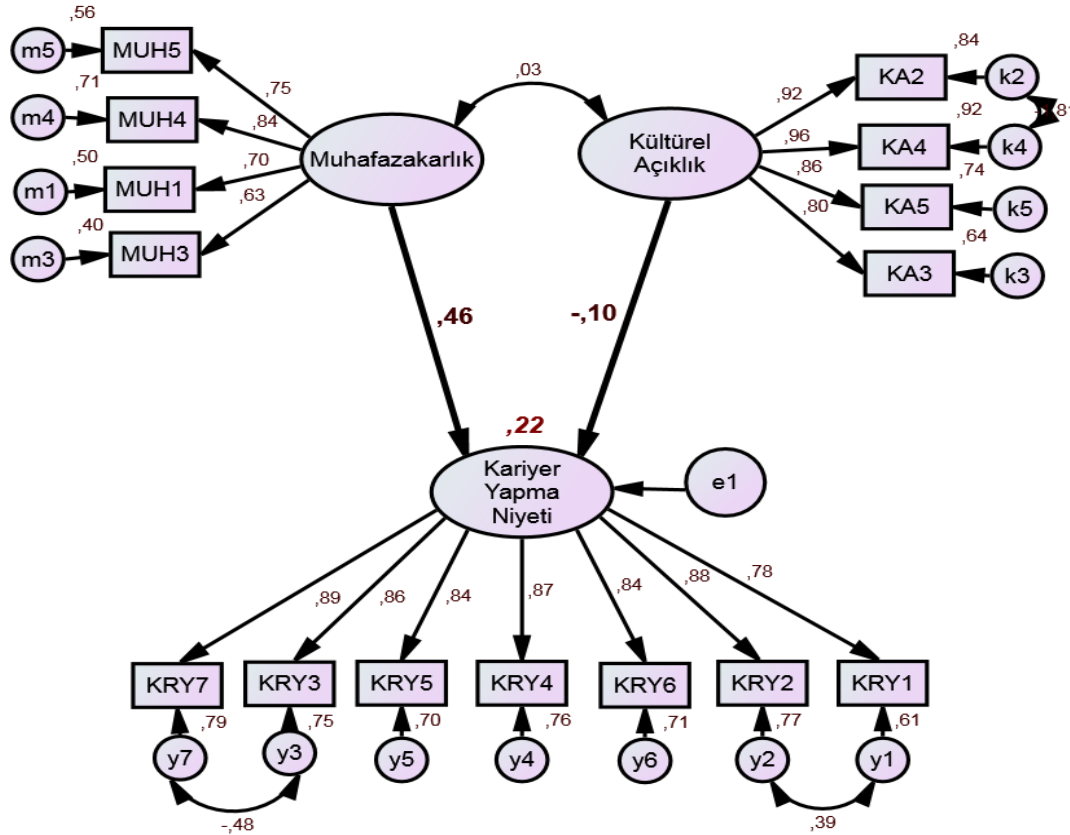 ,56
m5
MUH5
,71
,75
m4
MUH4
,84
,50
m1
MUH1
,70
,63
,40
m3
MUH3
Muhafazakarlık
,03
Kültürel
Açıklık
,92
KA2
,84
k2
,96
KA4
,92
k4
,86
KA5
,74
k5
,80
KA3
,64
k3
,46
-,10
,22
Kariyer
Yapma
Niyeti
e1
,89
,86
,84
,87
,84
,88
,78
KRY7
KRY3
KRY5
KRY4
KRY6
KRY2
KRY1
,79
,75
,70
,76
,71
,77
,61
y7
y3
y5
y4
y6
y2
y1
-,48
,39